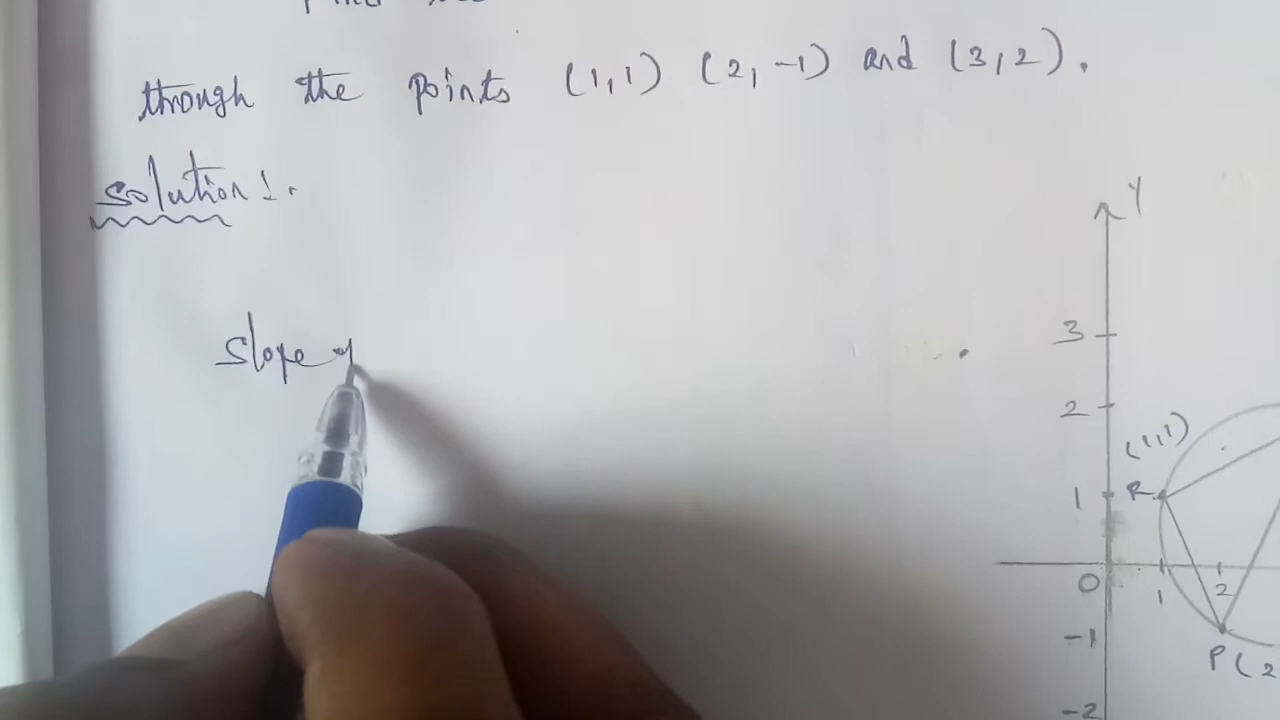 through the points (1,1) (2,-1) and (3,2).
Solution:.
Slope of
Y
3
2
(1,1)
1 R
0 1 2
-1
P(2
-2